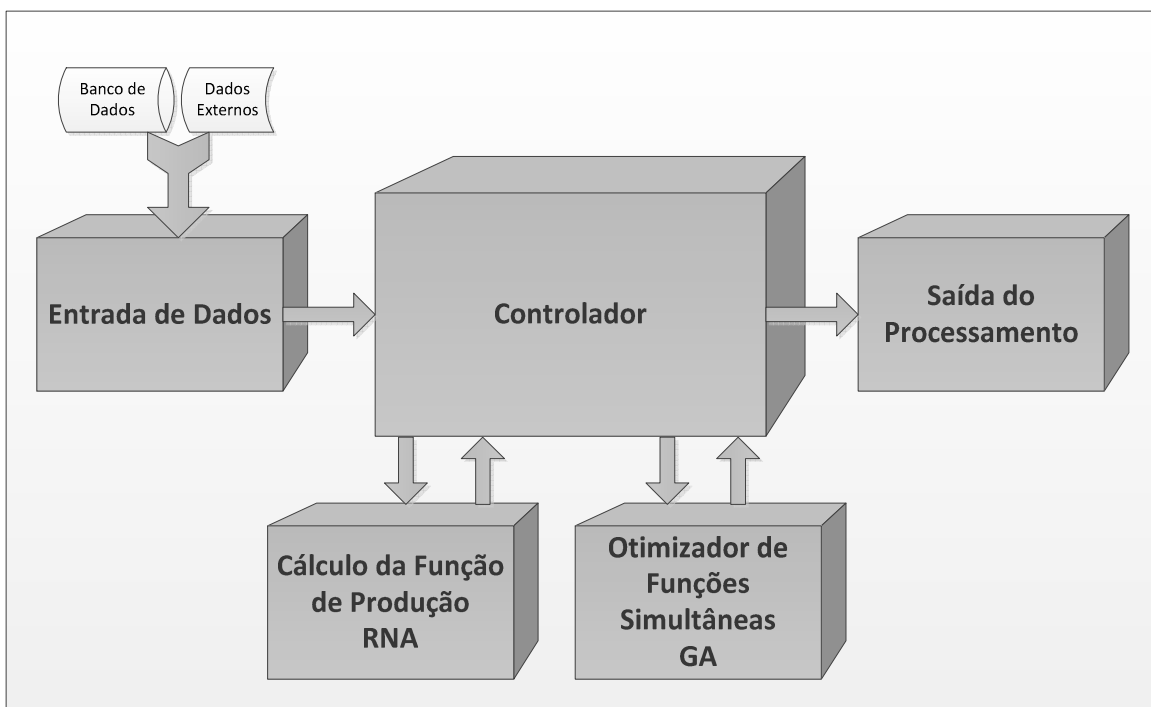 Banco de
Dados
Dados
Externos
Entrada de Dados
Controlador
Saída do
Processamento
Cálculo da Função
de Produção
RNA
Otimizador de
Funções
Simultâneas
GA